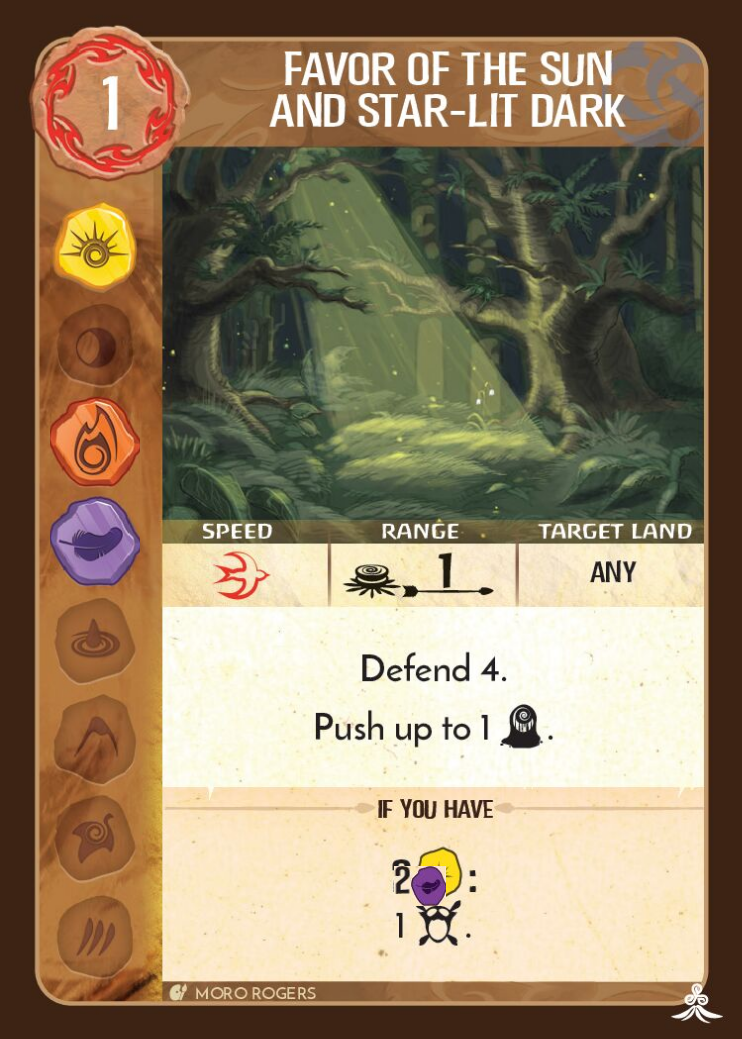 1
FAVOR OF THE SUN
AND STAR-LIT DARK
SPEED RANGE TARGET LAND
1 ANY
Defend 4.
Push up to 1 .
IF YOU HAVE
2 :
1 .
MORO ROGERS